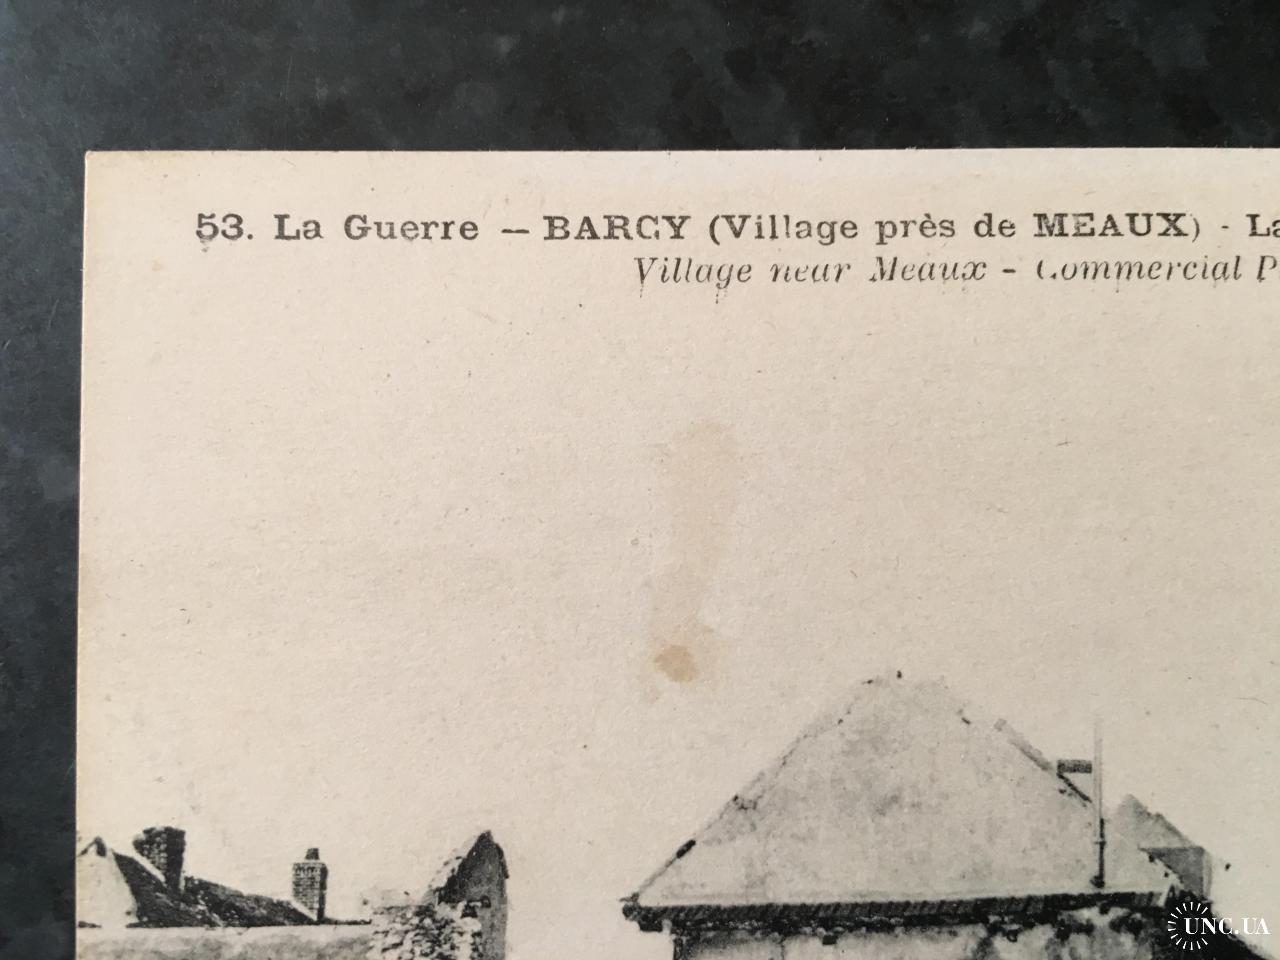 53. La Guerre — BARCY (Village près de MEAUX) - La
Village near Meaux - Commercial P
UNC.UA